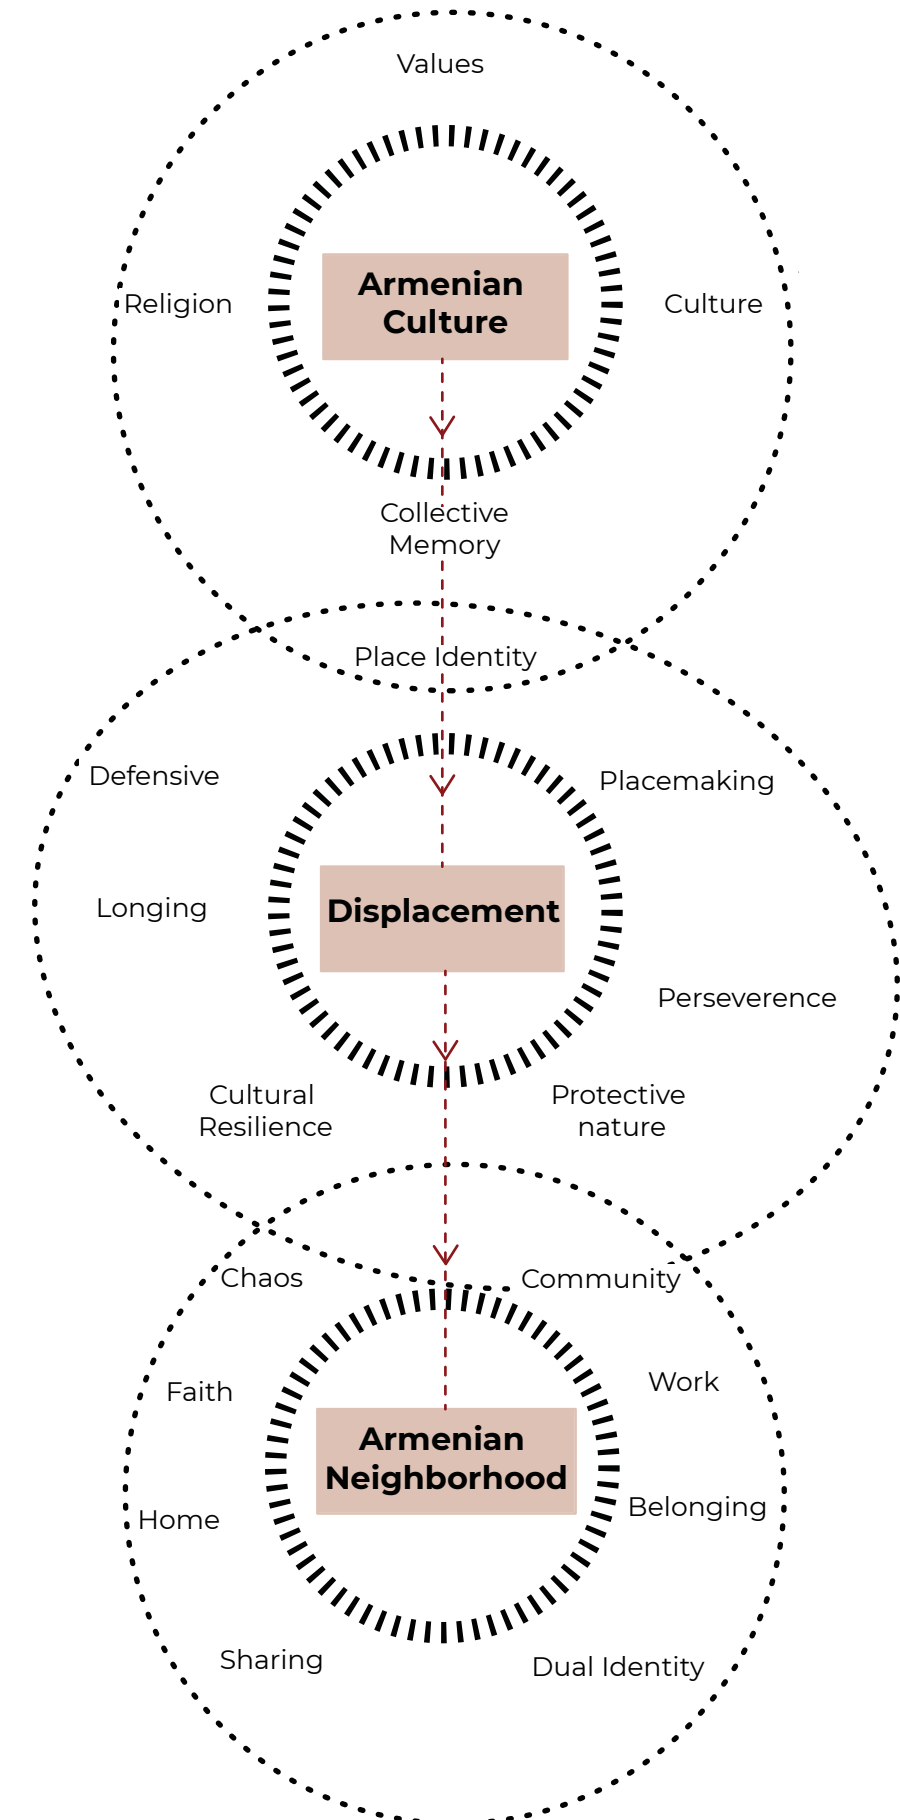 Values
Armenian
Culture
Religion
Culture
Collective
Memory
Place Identity
Defensive
Placemaking
Longing
Displacement
Perseverence
Cultural
Resilience
Protective
nature
Chaos
Community
Faith
Work
Armenian
Neighborhood
Home
Belonging
Sharing
Dual Identity